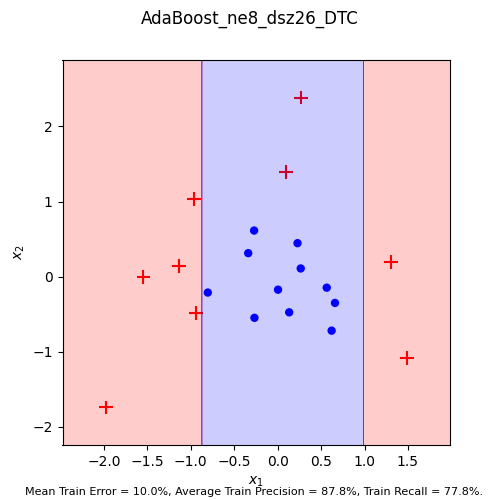 AdaBoost_ne8_dsz26_DTC
2
1
0
−1
−2
x₂
−2.0 −1.5 −1.0 −0.5 0.0 0.5 1.0 1.5
x₁
Mean Train Error = 10.0%, Average Train Precision = 87.8%, Train Recall = 77.8%.